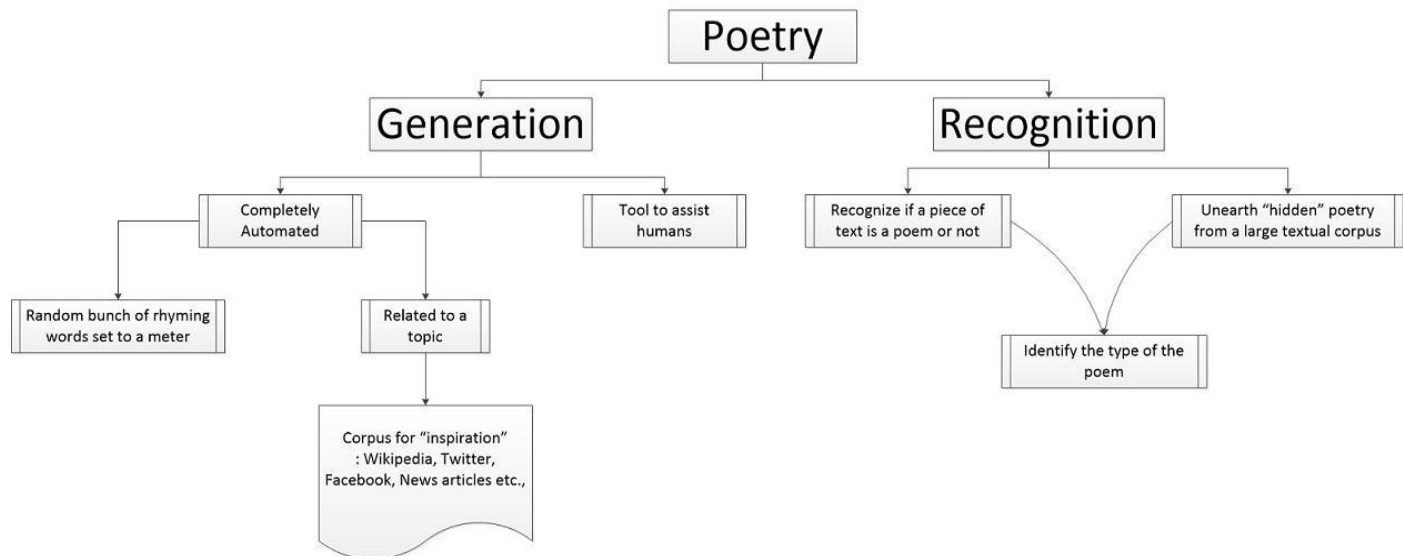 Poetry
Generation
Recognition
Completely
Automated
Tool to assist
humans
Recognize if a piece of
text is a poem or not
Unearth “hidden” poetry
from a large textual corpus
Random bunch of rhyming
words set to a meter
Related to a
topic
Identify the type of the
poem
Corpus for “inspiration”
: Wikipedia, Twitter,
Facebook, News articles etc.,